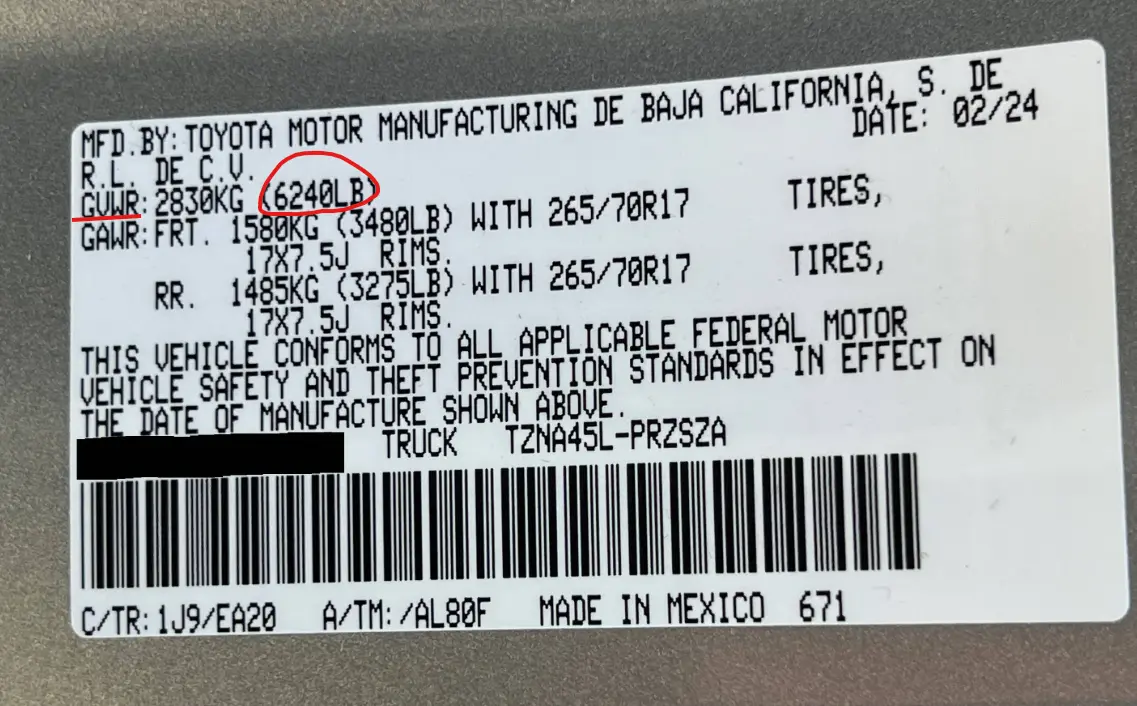 MFD.BY:TOYOTA MOTOR MANUFACTURING DE BAJA CALIFORNIA, S. DE
R.L. DE C.V. DATE: 02/24
GVWR: 2830KG (6240LB)
GAWR: FRT. 1580KG (3480LB) WITH 265/70R17 TIRES,
17X7.5J RIMS.
RR. 1485KG (3275LB) WITH 265/70R17 TIRES,
17X7.5J RIMS.
THIS VEHICLE CONFORMS TO ALL APPLICABLE FEDERAL MOTOR
VEHICLE SAFETY AND THEFT PREVENTION STANDARDS IN EFFECT ON
THE DATE OF MANUFACTURE SHOWN ABOVE.
TRUCK TZNA45L-PRZSZA
C/TR: 1J9/EA20 A/TM: /AL80F MADE IN MEXICO 671